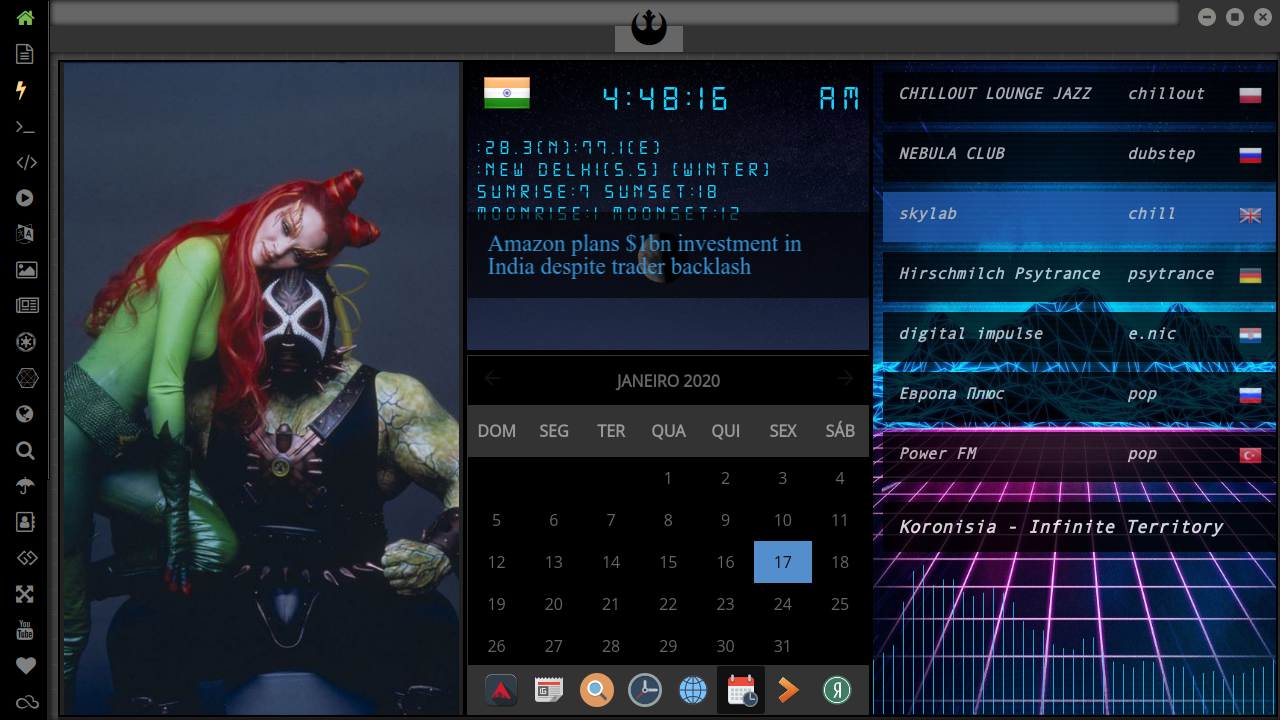 4:48:16 AM
:28.3(N):77.1(E)
:NEW DELHI(5.5) (WINTER)
SUNRISE:7 SUNSET:18
MOONRISE:1 MOONSET:12
Amazon plans $1bn investment in
India despite trader backlash
JANEIRO 2020
DOM SEG TER QUA QUI SEX SÁB
1 2 3 4
5 6 7 8 9 10 11
12 13 14 15 16 17 18
19 20 21 22 23 24 25
26 27 28 29 30 31
CHILLOUT LOUNGE JAZZ chillout
NEBULA CLUB dubstep
skylab chill
Hirschmilch Psytrance psytrance
digital impulse e.nic
Европа Плюс pop
Power FM pop
Koronisia - Infinite Territory
You
Tube
Я